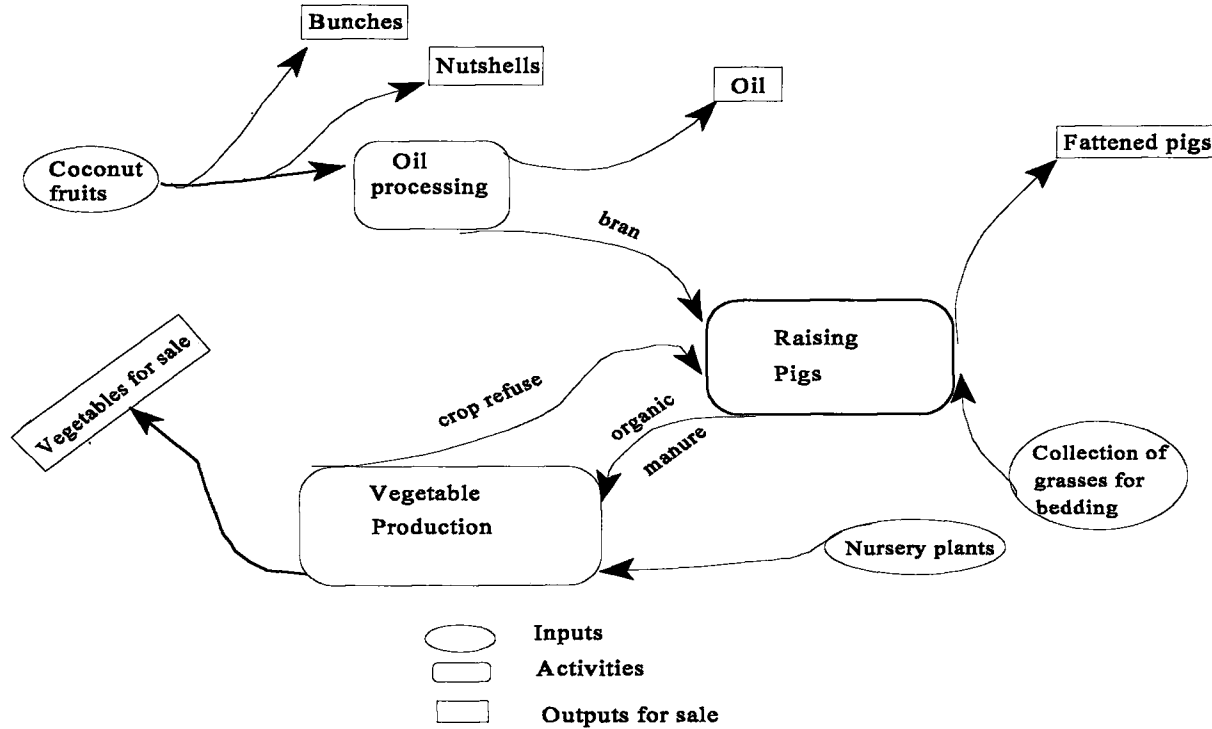 Bunches
Nutshells
Oil
Fattened pigs
Coconut
fruits
Oil
processing
bran
Raising
Pigs
Vegetables for sale
crop refuse
organic
manure
Collection of
grasses for
bedding
Vegetable
Production
Nursery plants
Inputs
Activities
Outputs for sale